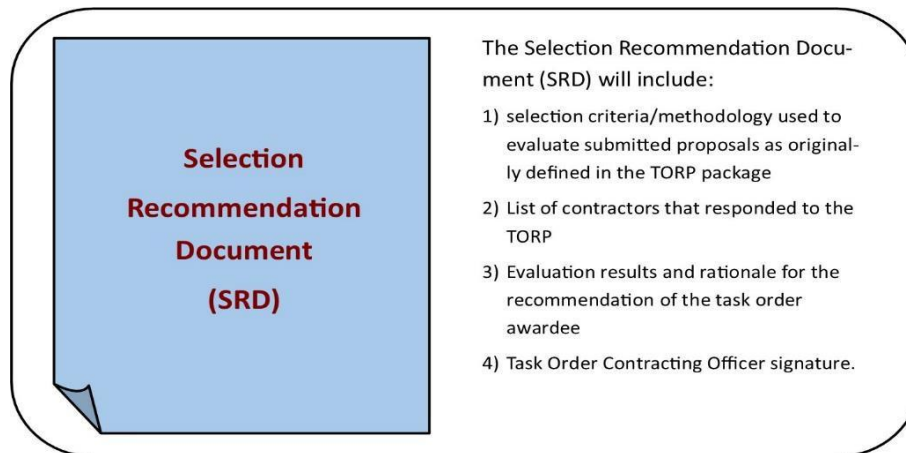 Selection
Recommendation
Document
(SRD)
The Selection Recommendation Docu-
ment (SRD) will include:
1) selection criteria/methodology used to
evaluate submitted proposals as original-
ly defined in the TORP package
2) List of contractors that responded to the
TORP
3) Evaluation results and rationale for the
recommendation of the task order
awardee
4) Task Order Contracting Officer signature.